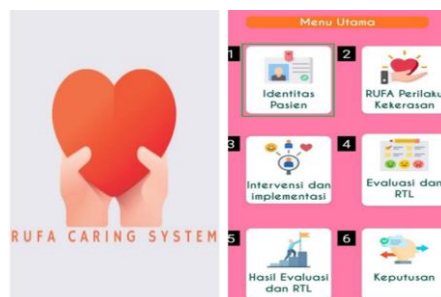 RUFA CARING SYSTEM
Menu Utama
1
Identitas
Pasien
2
RUFA Perilaku
Kekerasan
3
Intervensi dan
implementasi
4
Evaluasi dan
RTL
5
Hasil Evaluasi
dan RTL
6
Keputusan